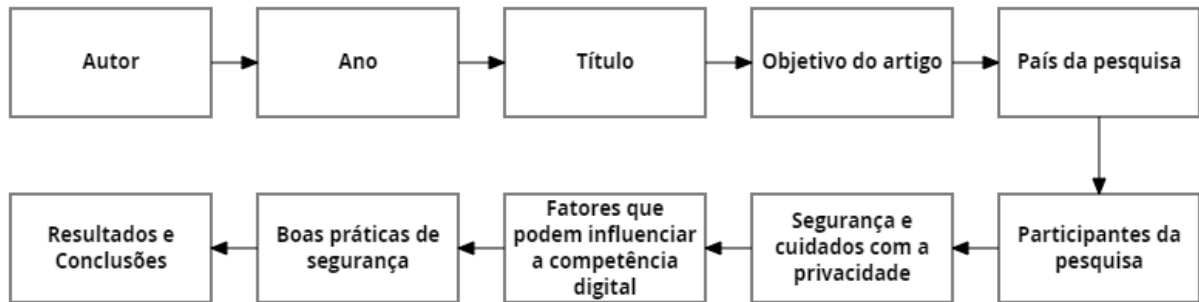 Autor
Ano
Título
Objetivo do artigo
País da pesquisa
Participantes da
pesquisa
Segurança e
cuidados com a
privacidade
Fatores que
podem influenciar
a competência
digital
Boas práticas de
segurança
Resultados e
Conclusões